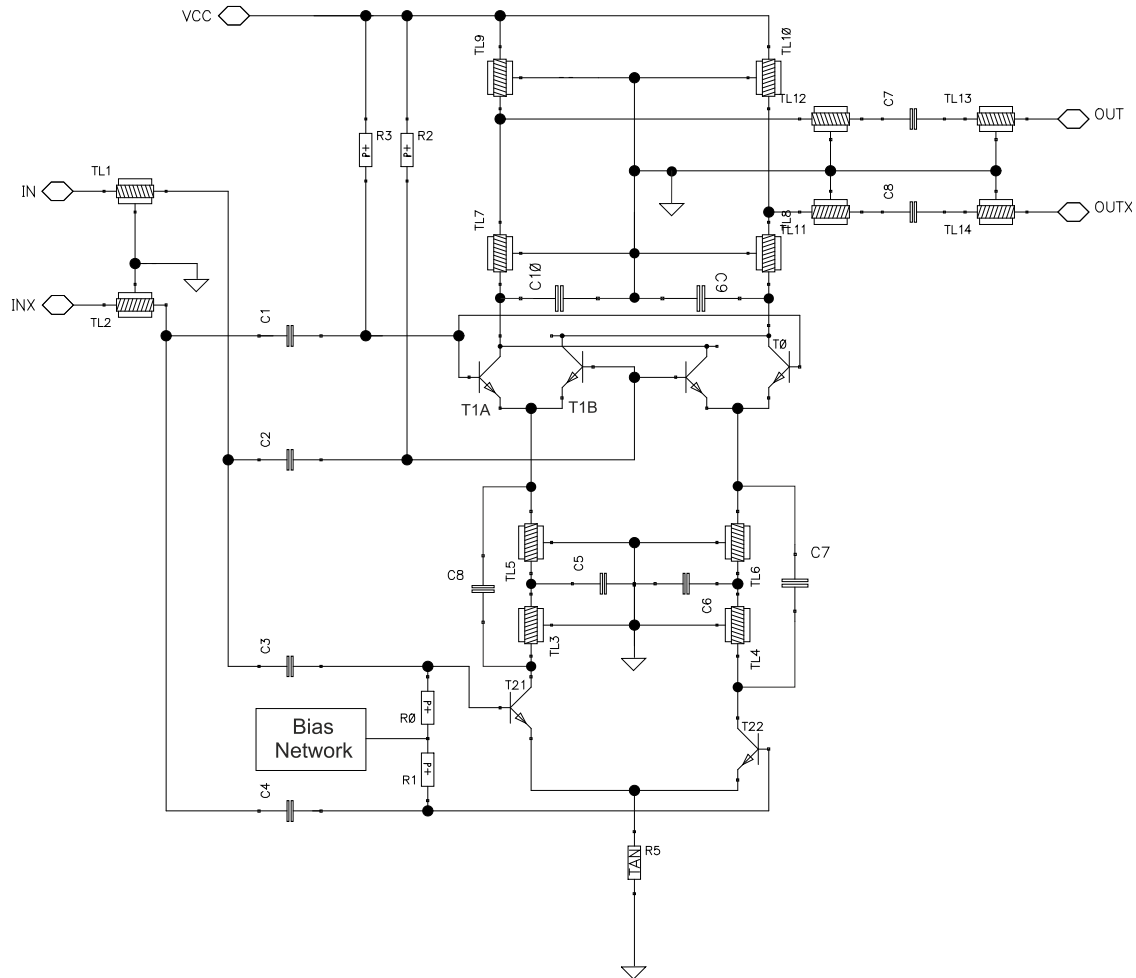 VCC
TL9
TL10
R3
R2
TL12
C7
TL13
OUT
P+
P+
TL1
IN
C8
OUTX
TL7
TL8
TL11
TL14
C10
C9
INX
TL2
C1
T0
T1A
T1B
C2
C8
TL5
C5
TL6
C7
C6
TL3
TL4
C3
T21
P+
R0
T22
Bias
Network
P+
R1
C4
TAN
R5